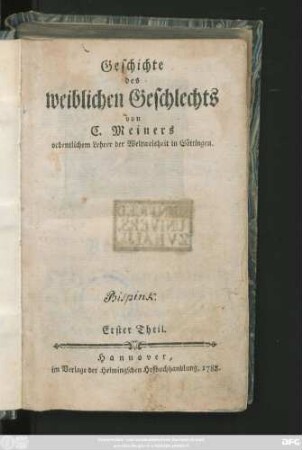 Geschichte
des
weiblichen Geschlechts
von
C. Meiners
ordentlichem Lehrer der Weltweisheit in Göttingen.
Bispink.
Erster Theil.
Hannover,
im Verlage der Helwingschen Hofbuchhandlung, 1788.